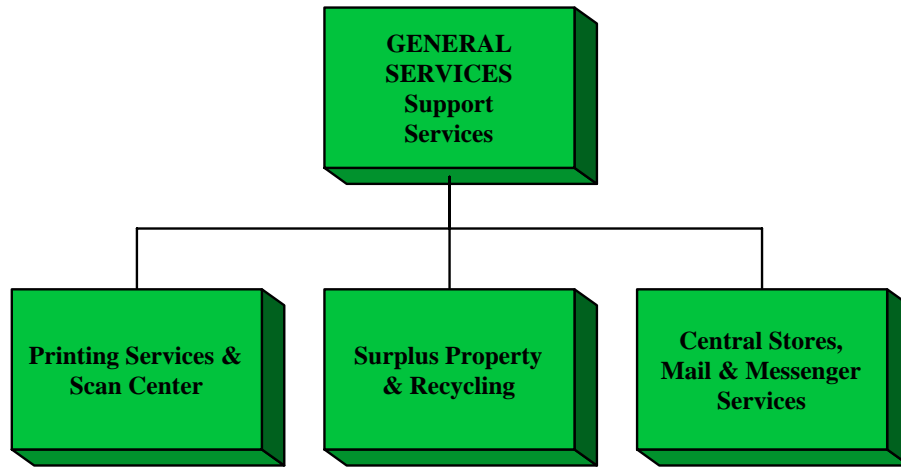 GENERAL
SERVICES
Support
Services
Printing Services &
Scan Center
Surplus Property
& Recycling
Central Stores,
Mail & Messenger
Services